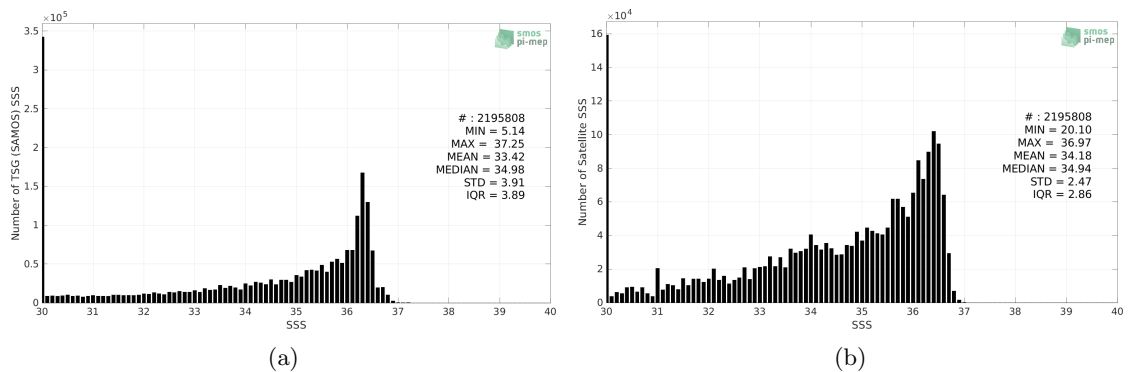 ×10^5
3.5
3
2.5
2
1.5
1
0.5
0
Number of TSG (SAMOS) SSS
smos
pi-mep
# : 2195808
MIN = 5.14
MAX = 37.25
MEAN = 33.42
MEDIAN = 34.98
STD = 3.91
IQR = 3.89
30 31 32 33 34 35 36 37 38 39 40
SSS
(a)
×10^4
16
14
12
10
8
6
4
2
0
Number of Satellite SSS
smos
pi-mep
# : 2195808
MIN = 20.10
MAX = 36.97
MEAN = 34.18
MEDIAN = 34.94
STD = 2.47
IQR = 2.86
30 31 32 33 34 35 36 37 38 39 40
SSS
(b)